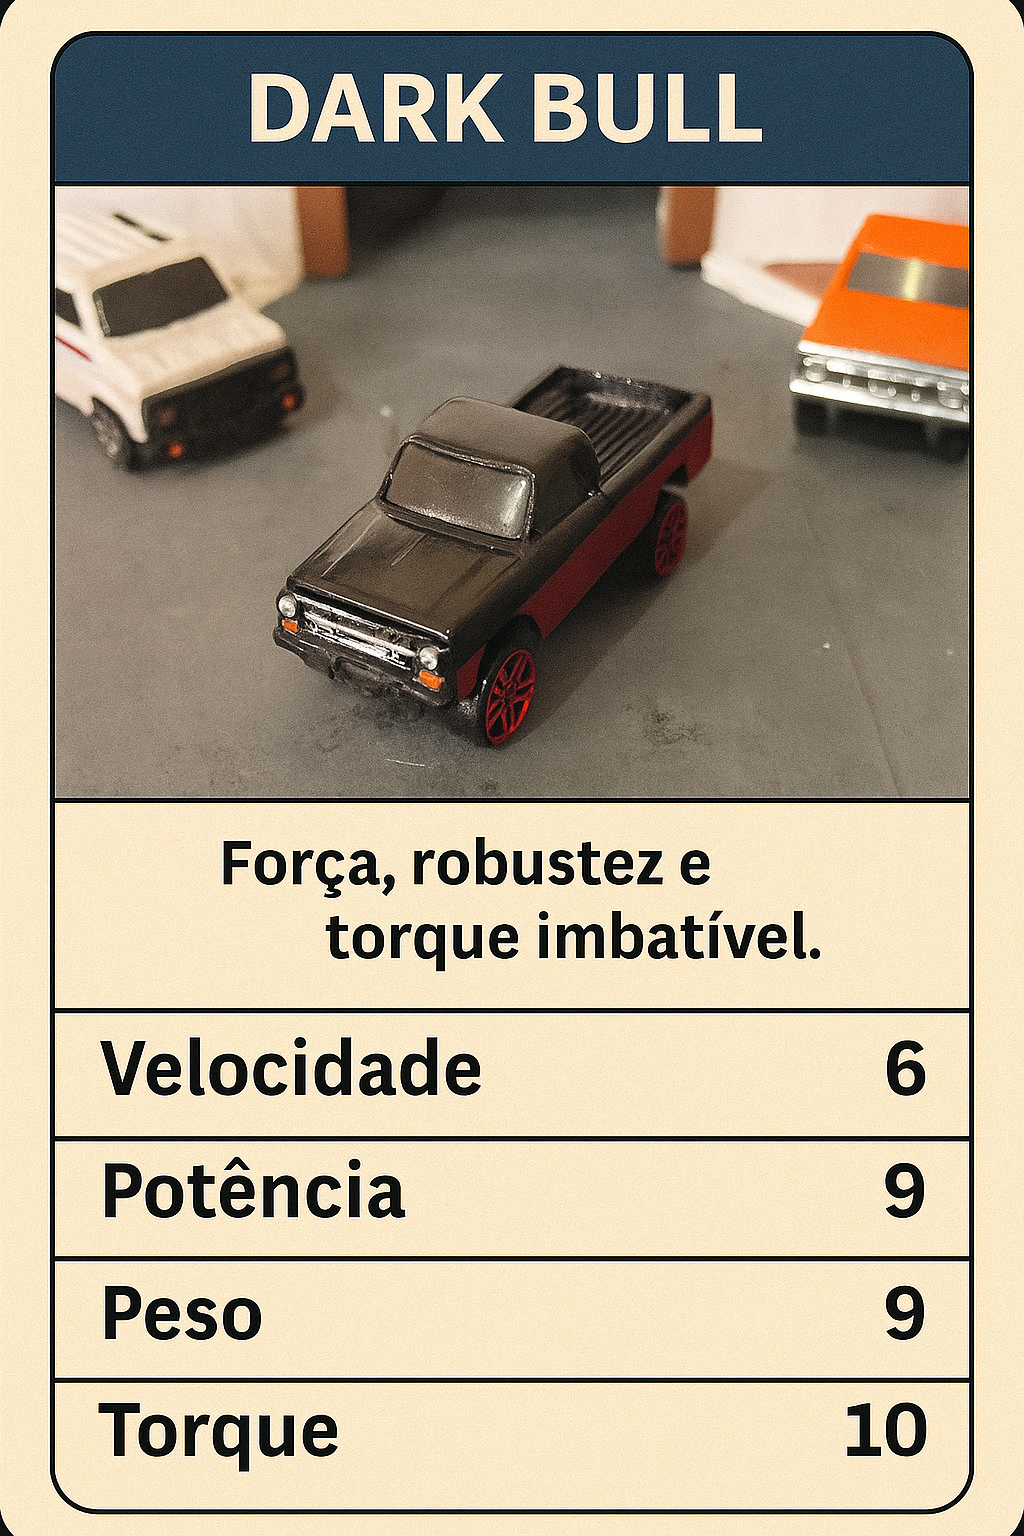 DARK BULL
Força, robustez e
torque imbatível.
Velocidade 6
Potência 9
Peso 9
Torque 10